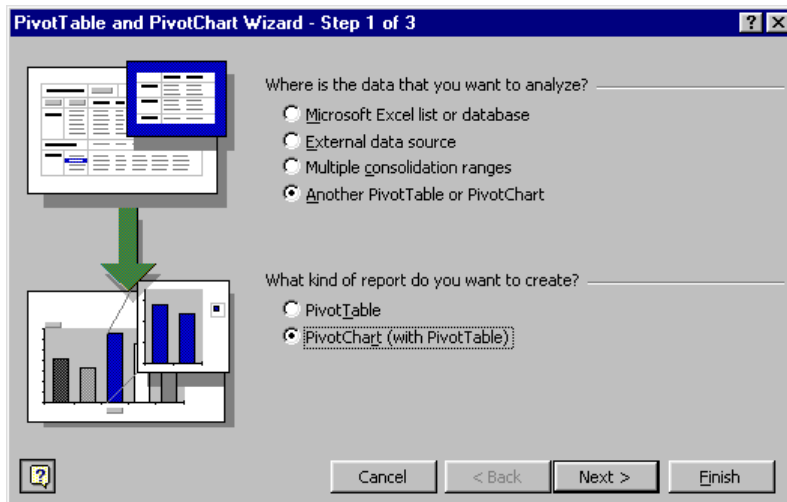 PivotTable and PivotChart Wizard - Step 1 of 3
Where is the data that you want to analyze?
Microsoft Excel list or database
External data source
Multiple consolidation ranges
Another PivotTable or PivotChart
What kind of report do you want to create?
PivotTable
PivotChart (with PivotTable)
Cancel
< Back
Next >
Finish